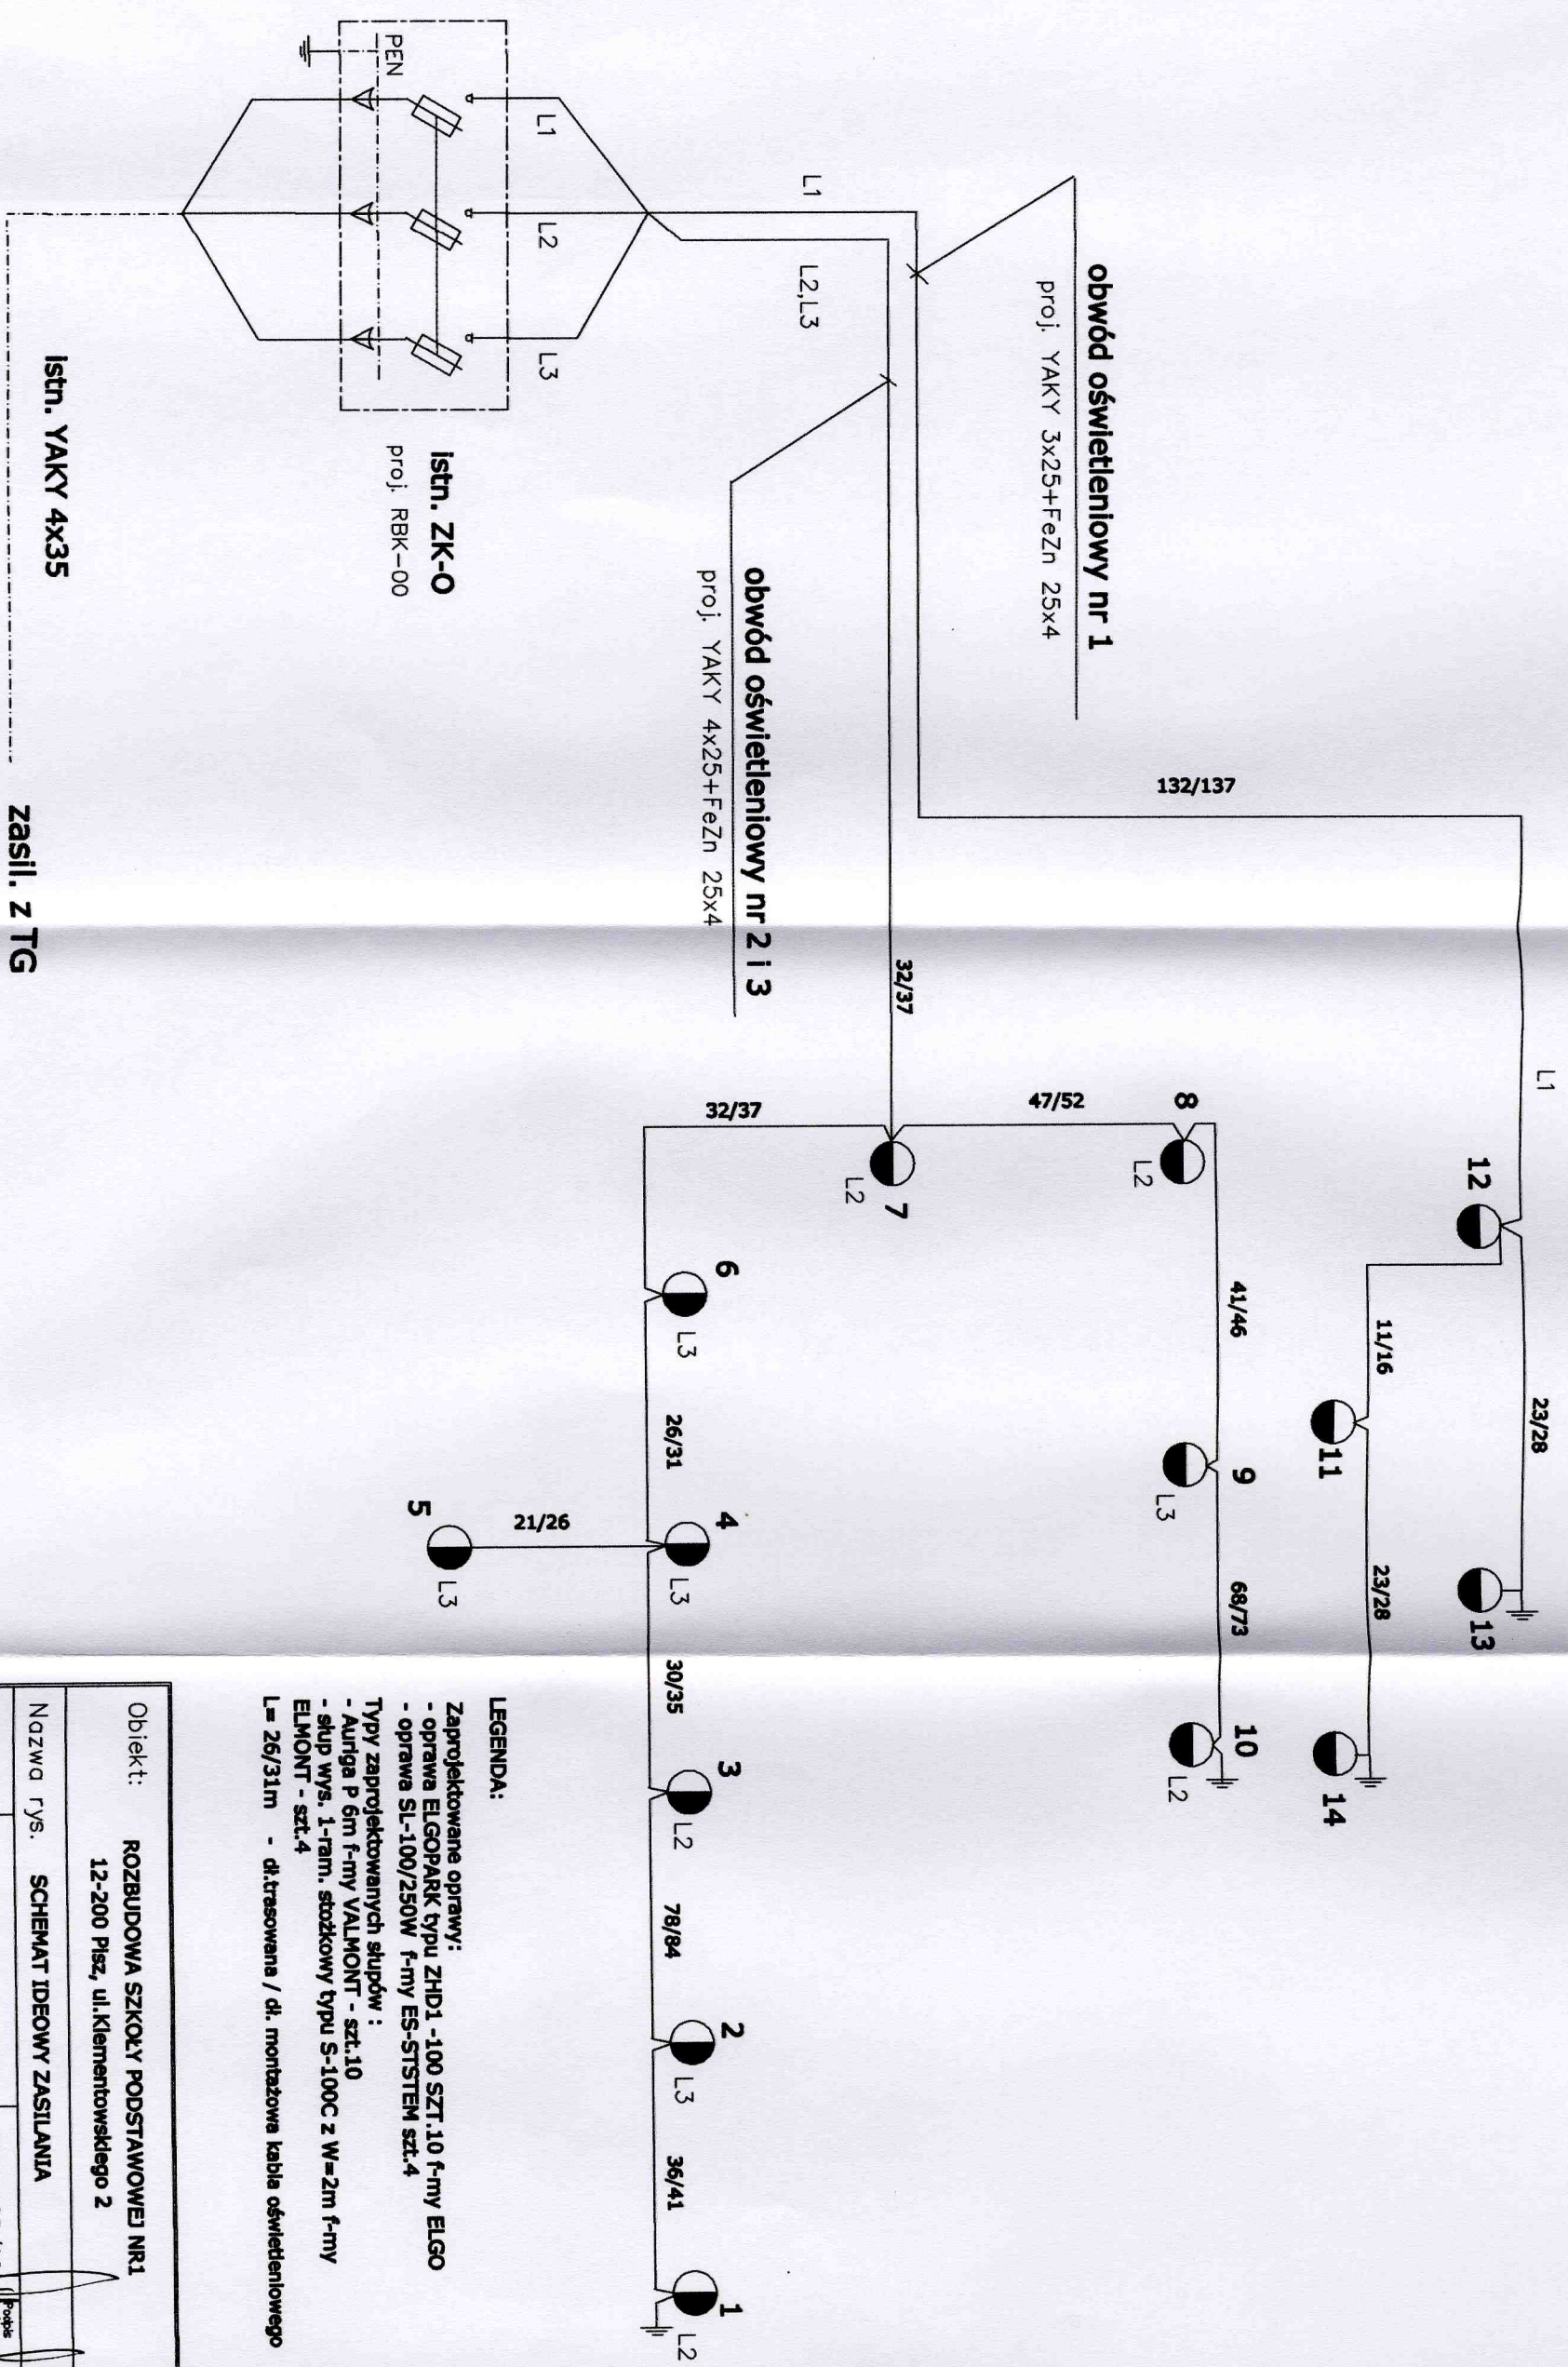 L1
132/137
12
23/28
13
11/16
11
23/28
14
obwód oświetleniowy nr 1
proj. YAKY 3x25+FeZn 25x4
L1
L2,L3
8
L2
47/52
41/46
9
L3
68/73
10
L2
32/37
7
L2
32/37
obwód oświetleniowy nr 2 i 3
proj. YAKY 4x25+FeZn 25x4
6
L3
26/31
4
L3
30/35
3
L2
78/84
2
L3
36/41
1
L2
21/26
5
L3
L1
L2
L3
PEN
istn. ZK-O
proj. RBK-00
istn. YAKY 4x35
zasil. z TG
LEGENDA:
Zaprojektowane oprawy:
- oprawa ELGOPARK typu ZHD1 -100 SZT.10 f-my ELGO
- oprawa SL-100/250W f-my ES-STSTEM szt.4
Typy zaprojektowanych słupów :
- Auriga P 6m f-my VALMONT - szt.10
- słup wys. 1-ram. stożkowy typu S-100C z W=2m f-my
ELMONT - szt.4
L= 26/31m - dł.trasowana / dł. montażowa kabla oświetleniowego
Obiekt:
ROZBUDOWA SZKOŁY PODSTAWOWEJ NR1
12-200 Pisz, ul.Klementowskiego 2
Nazwa rys.
SCHEMAT IDEOWY ZASILANIA
Podpis